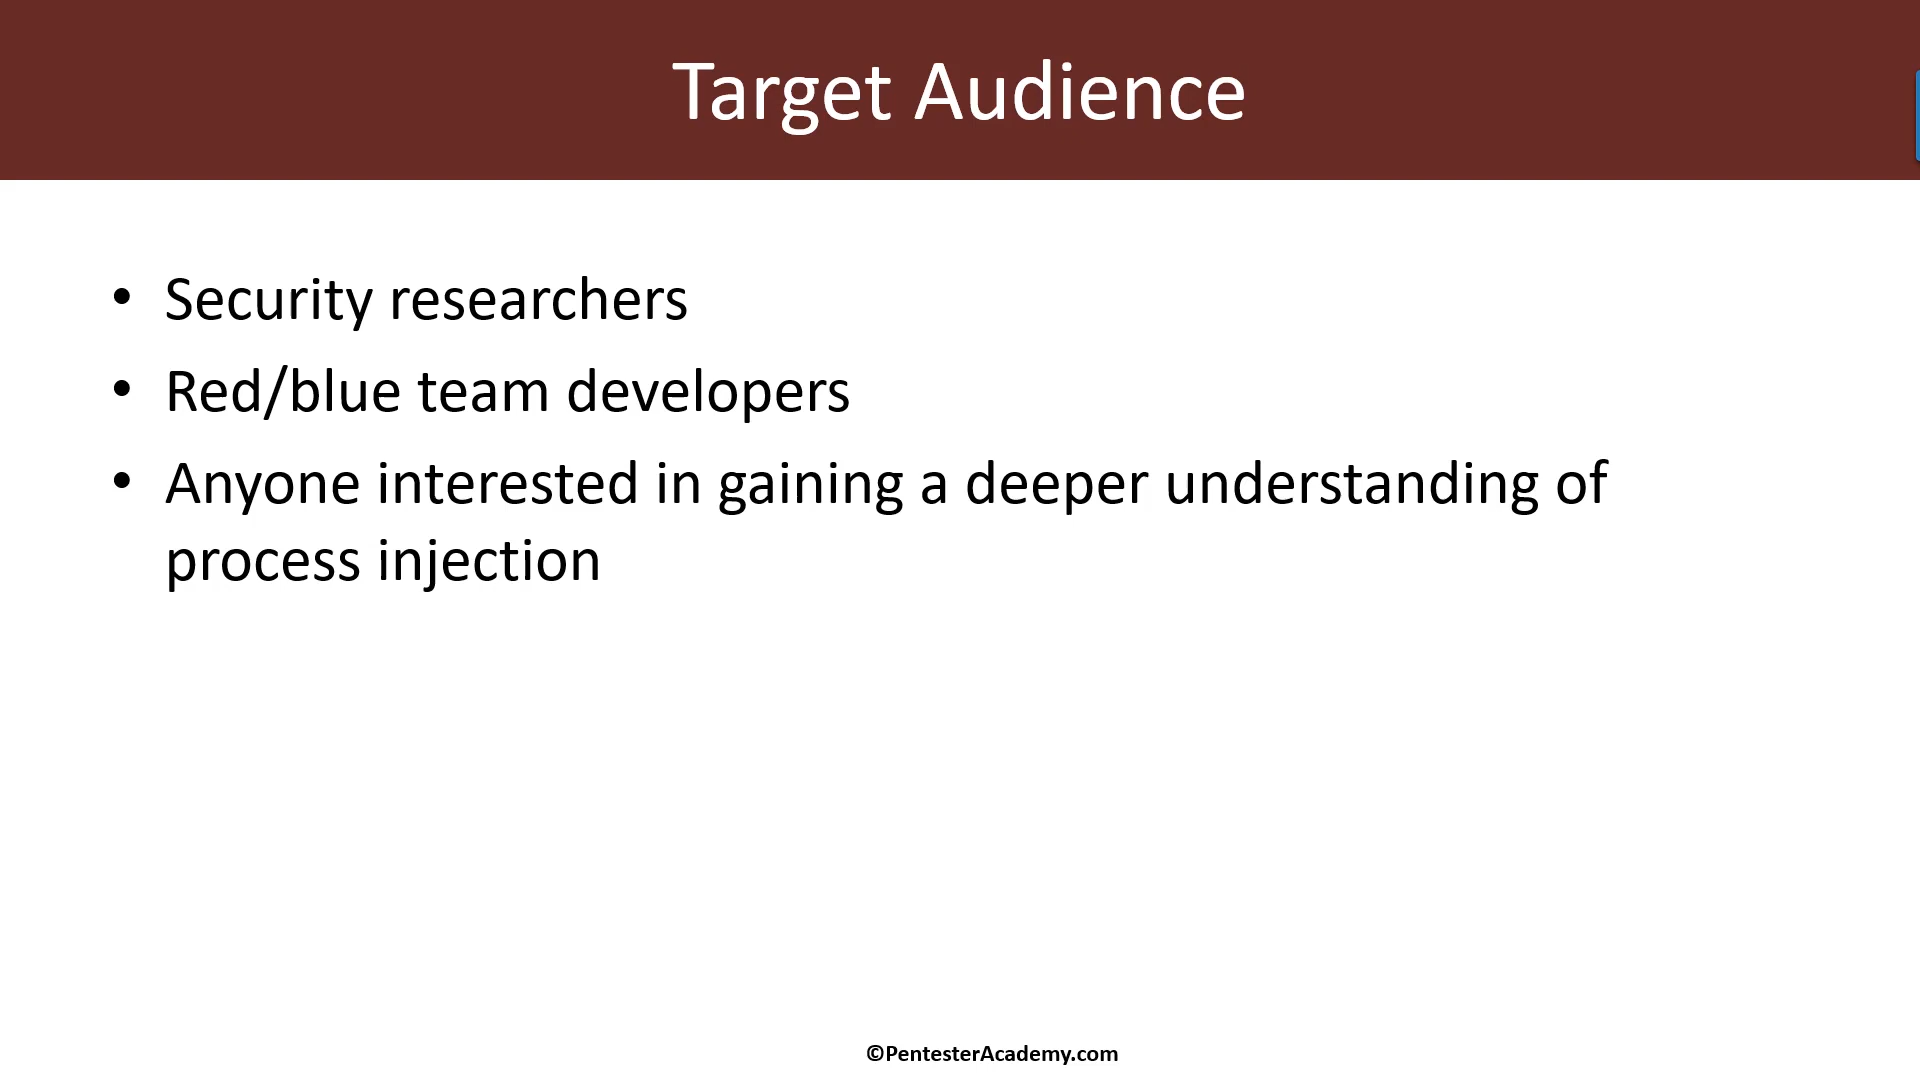 Target Audience
• Security researchers
• Red/blue team developers
• Anyone interested in gaining a deeper understanding of
process injection
©PentesterAcademy.com